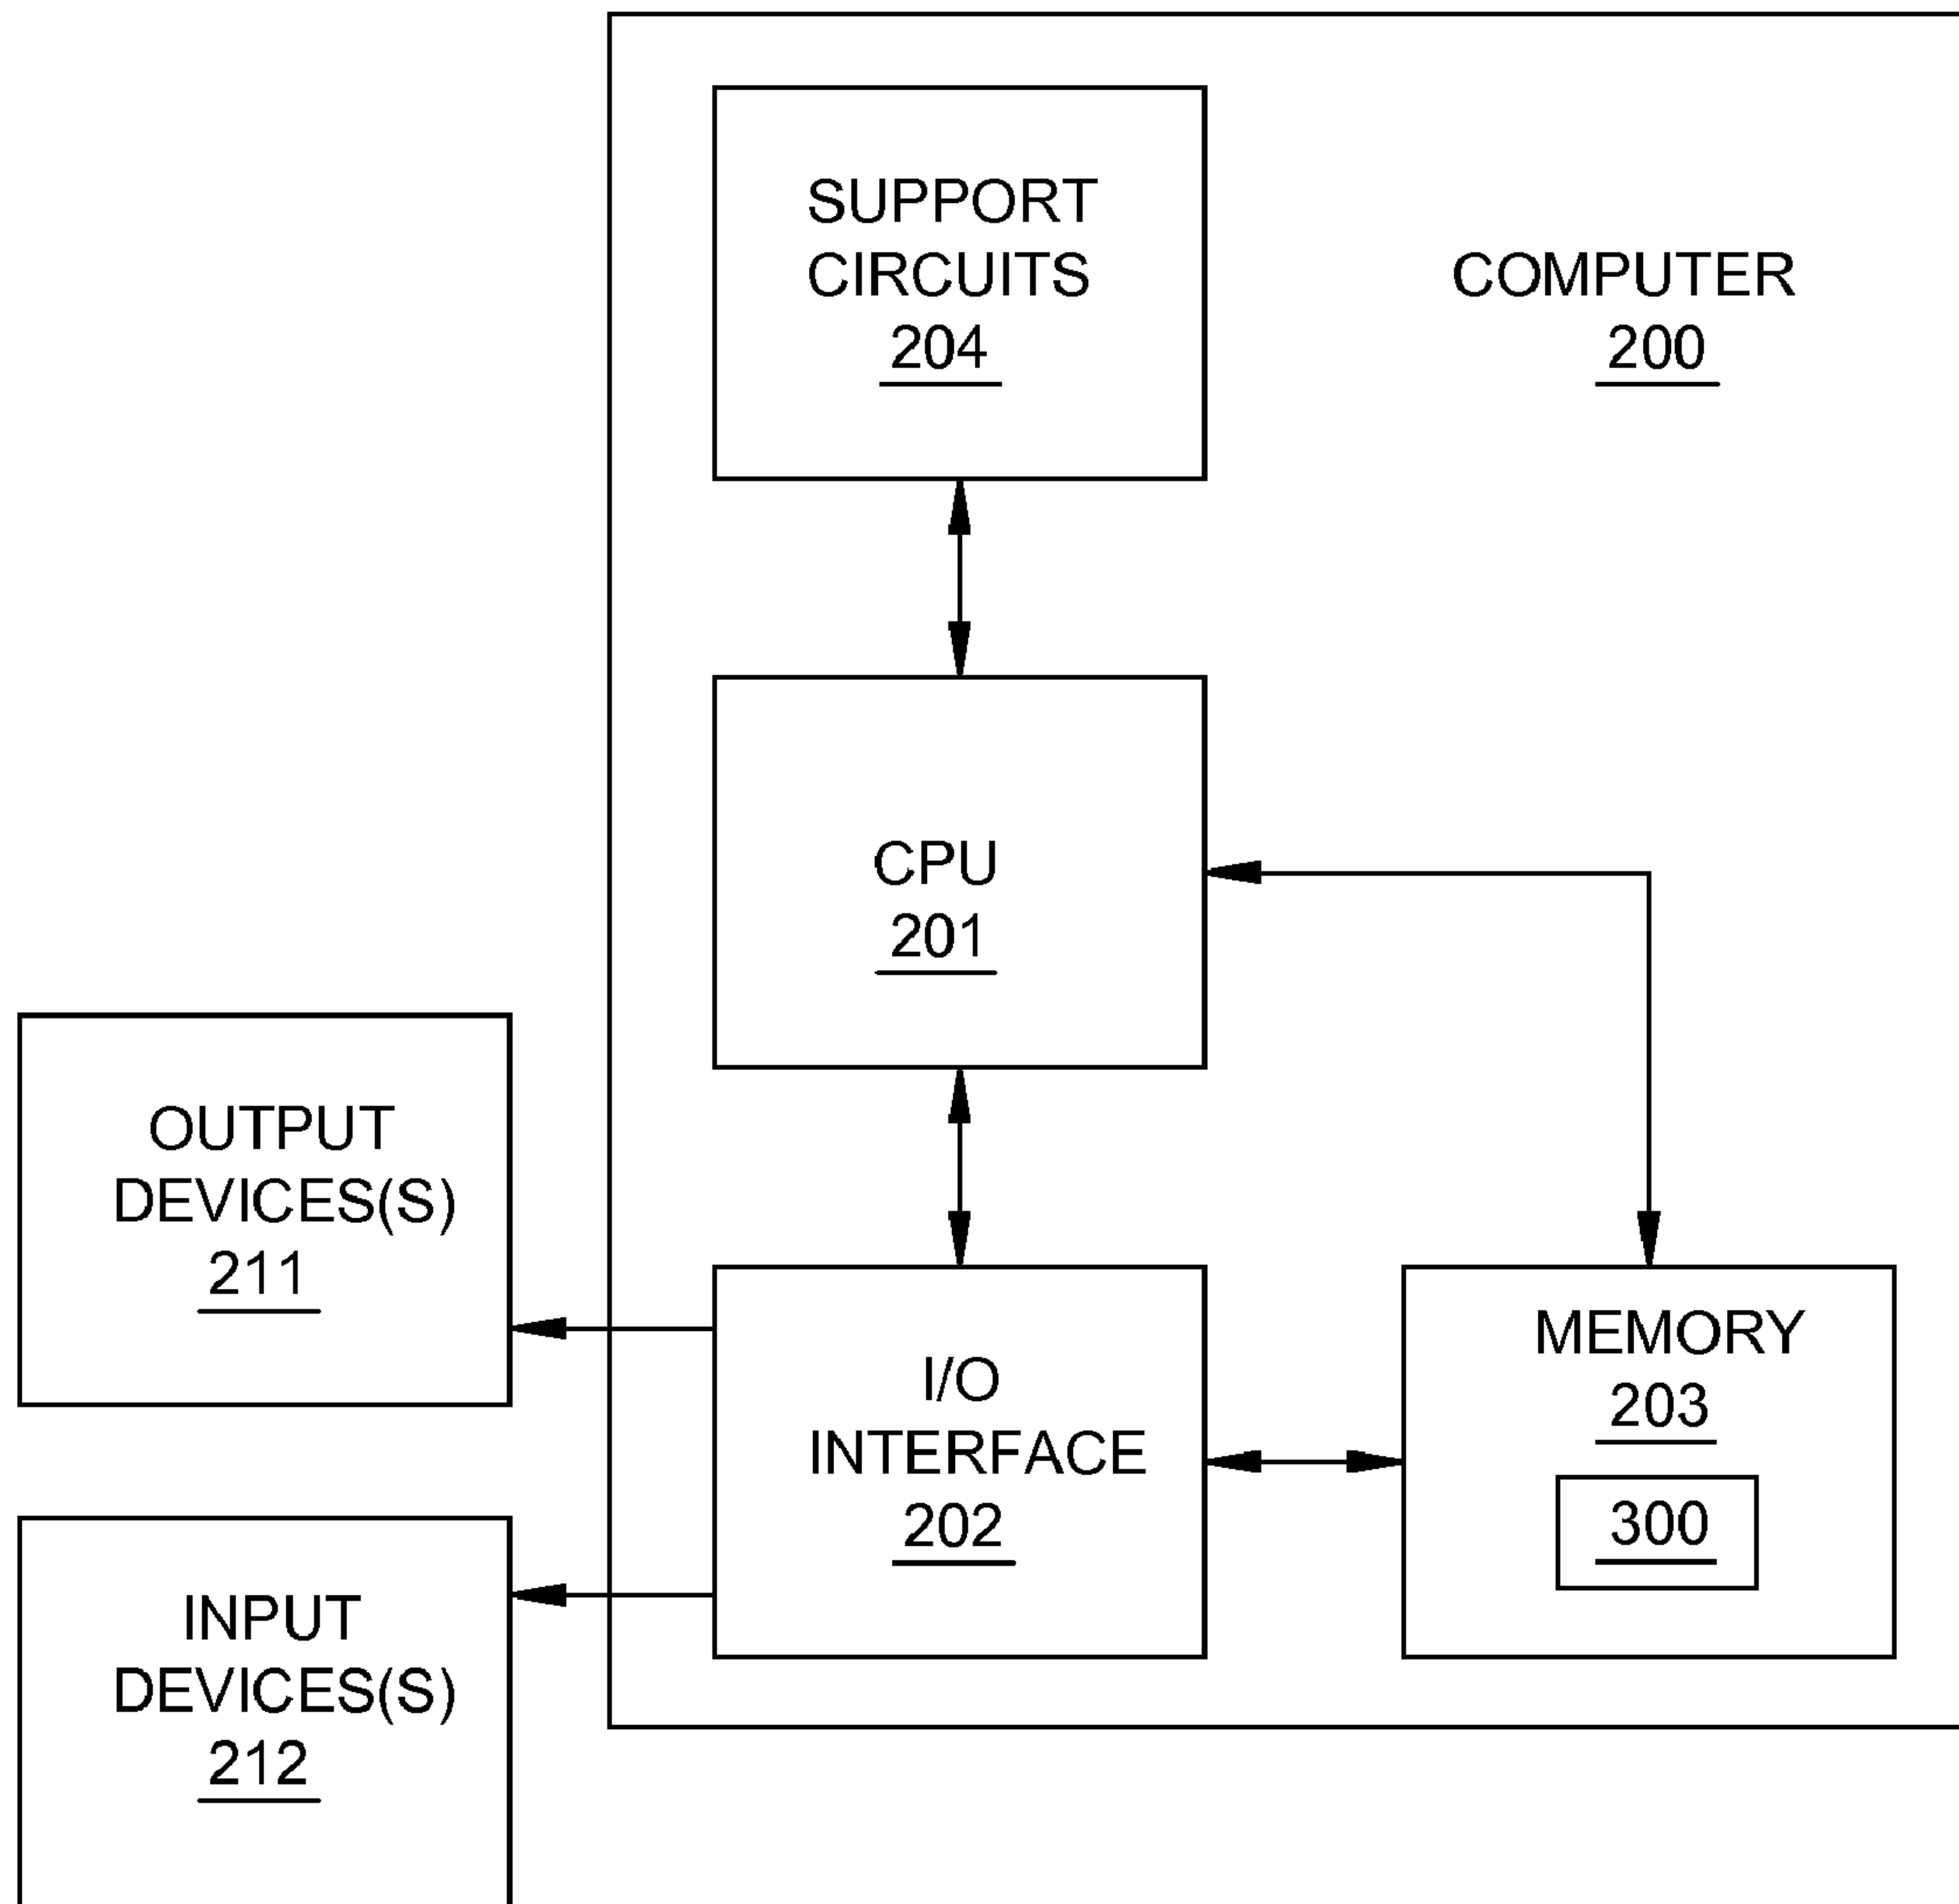 SUPPORT
CIRCUITS
204
COMPUTER
200
CPU
201
OUTPUT
DEVICES(S)
211
I/O
INTERFACE
202
MEMORY
203
300
INPUT
DEVICES(S)
212